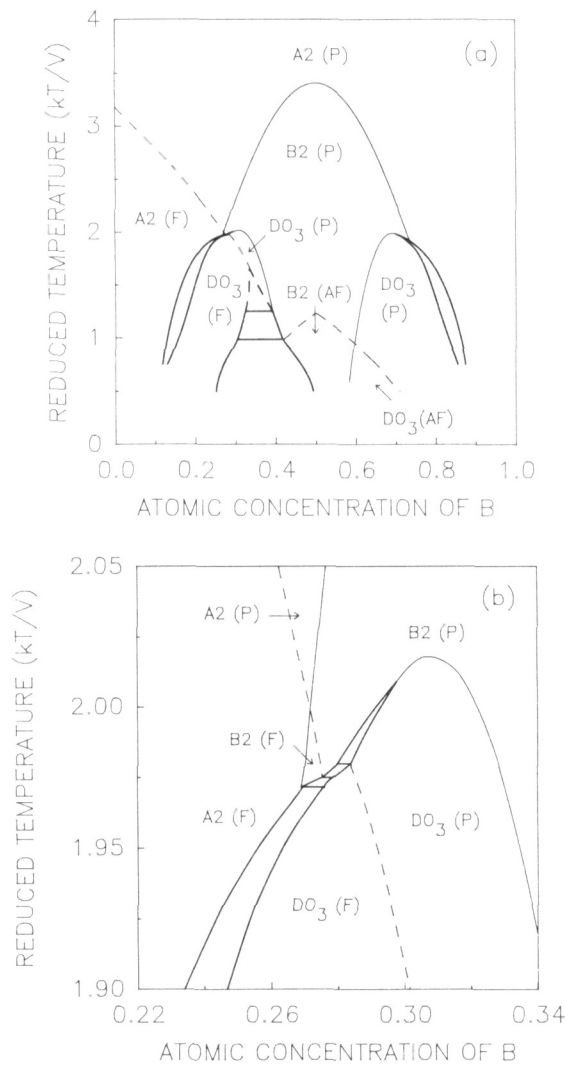 (a)
REDUCED TEMPERATURE (kT/V)
4
3
2
1
0
A2 (P)
B2 (P)
A2 (F)
DO3 (P)
DO3
(F)
B2 (AF)
DO3
(P)
DO3(AF)
0.0 0.2 0.4 0.6 0.8 1.0
ATOMIC CONCENTRATION OF B
(b)
REDUCED TEMPERATURE (kT/V)
2.05
2.00
1.95
1.90
A2 (P)
B2 (P)
B2 (F)
A2 (F)
DO3 (P)
DO3 (F)
0.22 0.26 0.30 0.34
ATOMIC CONCENTRATION OF B